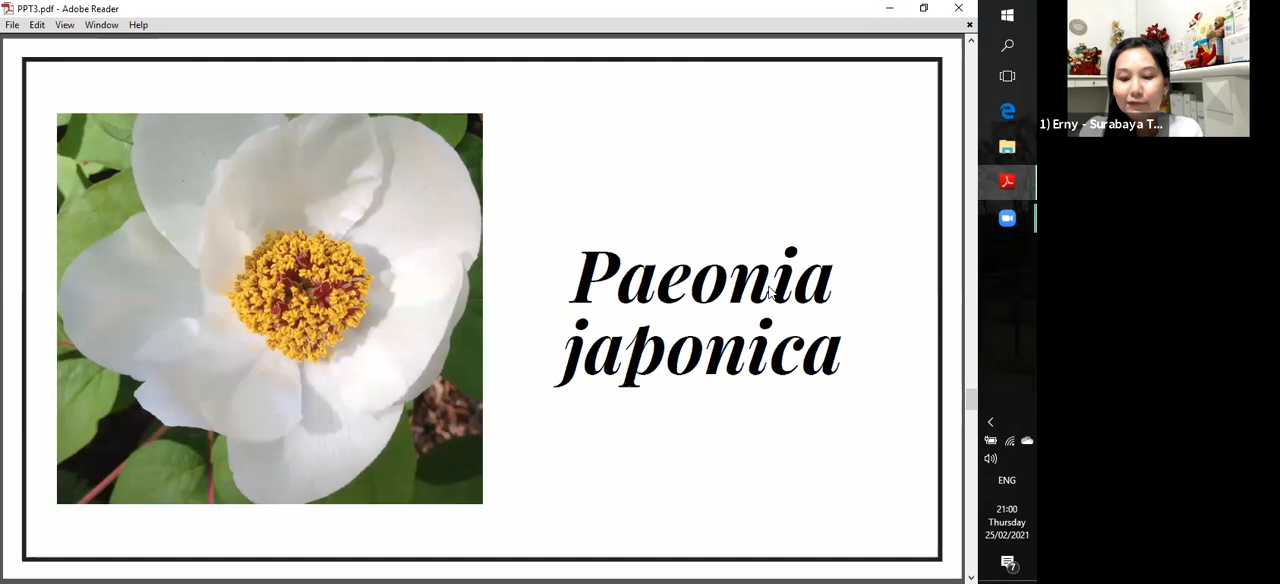 PPT3.pdf - Adobe Reader
File Edit View Window Help
Paeonia
japonica
1) Erny - Surabaya T...
ENG
21:00
Thursday
25/02/2021
7